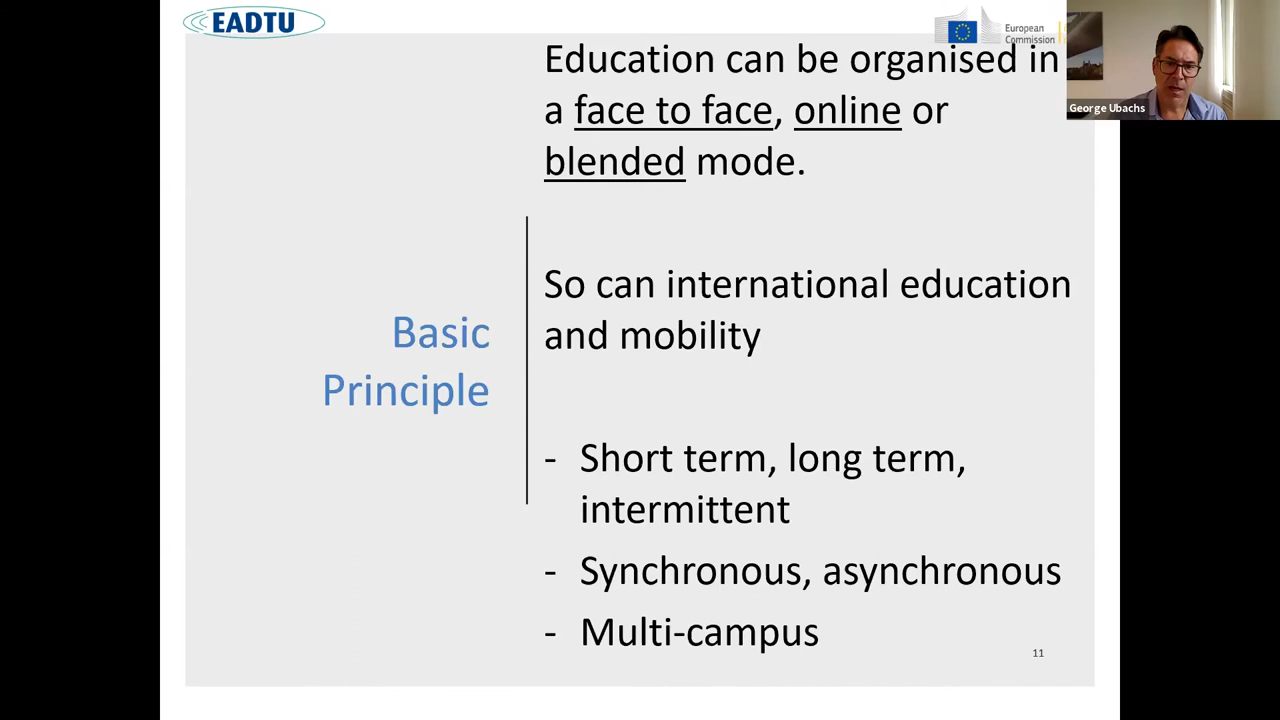 EADTU
European
Commission
George Ubachs
Education can be organised in
a face to face, online or
blended mode.
So can international education
and mobility
Basic
Principle
- Short term, long term,
intermittent
- Synchronous, asynchronous
- Multi-campus
11